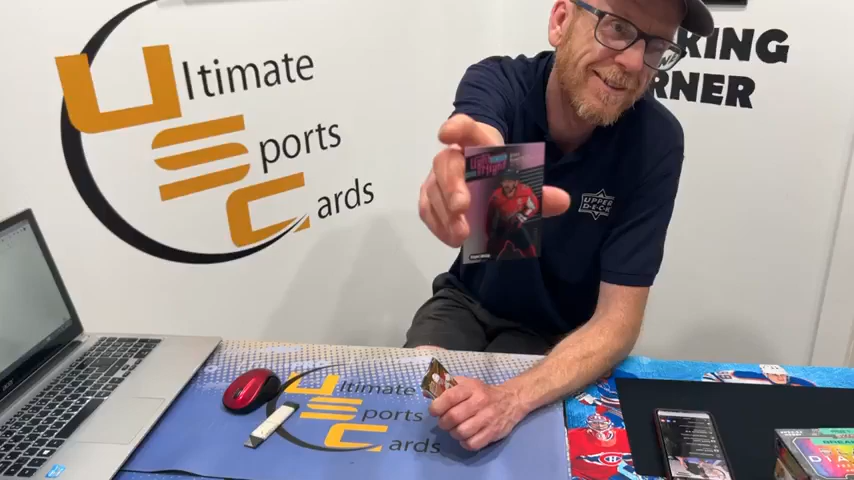 Ultimate
Sports
Cards
KING
RNER
UPPER
DECK
Ultimate
Sports
Cards